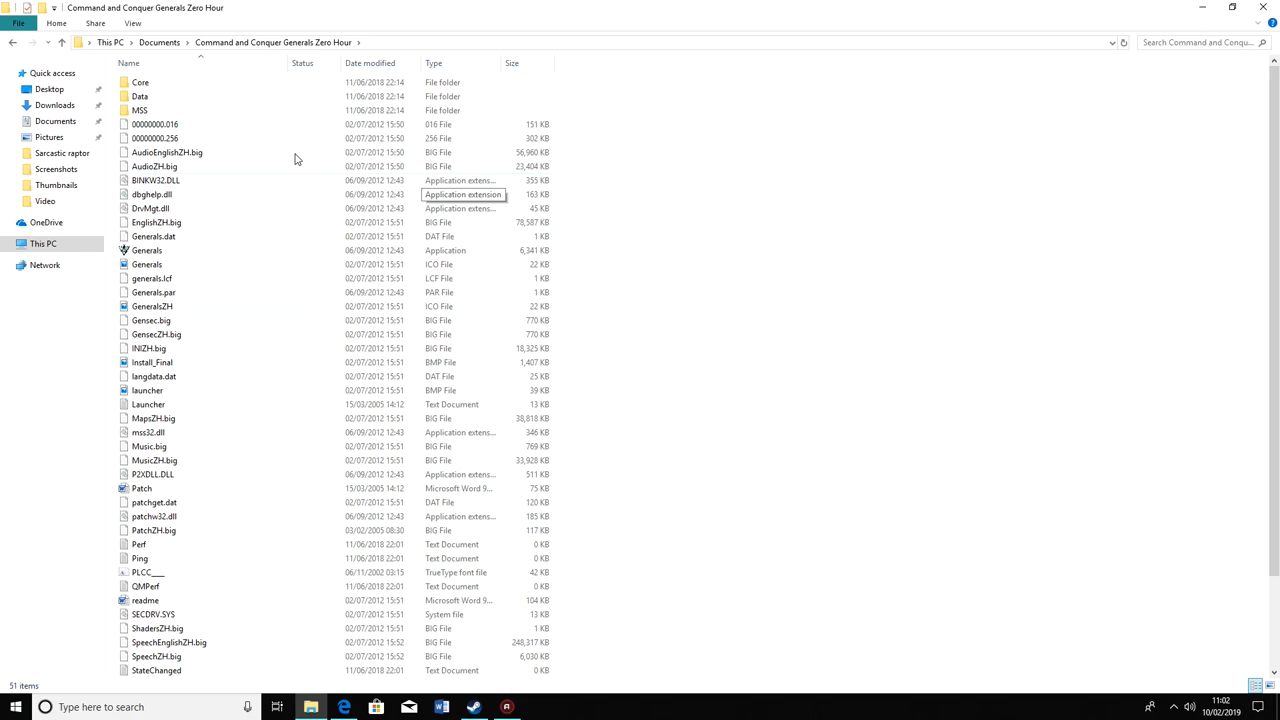 Command and Conquer Generals Zero Hour
File Home Share View
This PC Documents Command and Conquer Generals Zero Hour Search Command and Conqu...
Name Status Date modified Type Size
Quick access
Desktop
Downloads
Documents
Pictures
Sarcastic raptor
Screenshots
Thumbnails
Video
OneDrive
This PC
Network
Core 11/06/2018 22:14 File folder
Data 11/06/2018 22:14 File folder
MSS 11/06/2018 22:14 File folder
00000000.016 02/07/2012 15:50 016 File 151 KB
00000000.256 02/07/2012 15:50 256 File 302 KB
AudioEnglishZH.big 02/07/2012 15:50 BIG File 56,960 KB
AudioZH.big 02/07/2012 15:50 BIG File 23,404 KB
BINKW32.DLL 06/09/2012 12:43 Application extens... 355 KB
dbghelp.dll 06/09/2012 12:43 Application extension 163 KB
DrvMgt.dll 06/09/2012 12:43 Application extens... 45 KB
EnglishZH.big 02/07/2012 15:51 BIG File 78,587 KB
Generals.dat 02/07/2012 15:51 DAT File 1 KB
Generals 06/09/2012 12:43 Application 6,341 KB
Generals 02/07/2012 15:51 ICO File 22 KB
generals.lcf 02/07/2012 15:51 LCF File 1 KB
Generals.par 06/09/2012 12:43 PAR File 1 KB
GeneralsZH 02/07/2012 15:51 ICO File 22 KB
Gensec.big 02/07/2012 15:51 BIG File 770 KB
GensecZH.big 02/07/2012 15:51 BIG File 770 KB
INIZH.big 02/07/2012 15:51 BIG File 18,325 KB
Install_Final 02/07/2012 15:51 BMP File 1,407 KB
langdata.dat 02/07/2012 15:51 DAT File 25 KB
launcher 02/07/2012 15:51 BMP File 39 KB
Launcher 15/03/2005 14:12 Text Document 13 KB
MapsZH.big 02/07/2012 15:51 BIG File 38,818 KB
mss32.dll 06/09/2012 12:43 Application extens... 346 KB
Music.big 02/07/2012 15:51 BIG File 769 KB
MusicZH.big 02/07/2012 15:51 BIG File 33,928 KB
P2XDLL.DLL 06/09/2012 12:43 Application extens... 511 KB
Patch 15/03/2005 14:12 Microsoft Word 9... 75 KB
patchget.dat 02/07/2012 15:51 DAT File 120 KB
patchw32.dll 06/09/2012 12:43 Application extens... 185 KB
PatchZH.big 03/02/2005 08:30 BIG File 117 KB
Perf 11/06/2018 22:01 Text Document 0 KB
Ping 11/06/2018 22:01 Text Document 0 KB
PLCC____ 06/11/2002 03:15 TrueType font file 42 KB
QMPerf 11/06/2018 22:01 Text Document 0 KB
readme 02/07/2012 15:51 Microsoft Word 9... 104 KB
SECDRV.SYS 02/07/2012 15:51 System file 13 KB
ShadersZH.big 02/07/2012 15:51 BIG File 1 KB
SpeechEnglishZH.big 02/07/2012 15:52 BIG File 248,317 KB
SpeechZH.big 02/07/2012 15:52 BIG File 6,030 KB
StateChanged 11/06/2018 22:01 Text Document 0 KB
51 items
Type here to search
11:02
10/02/2019